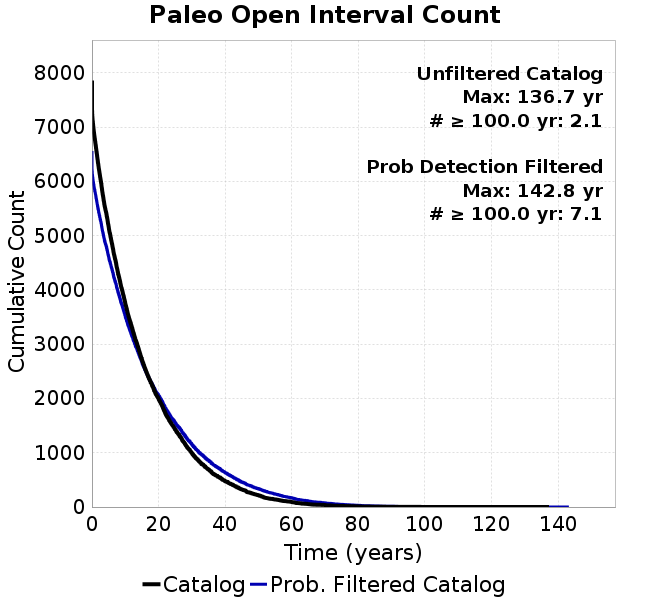 Paleo Open Interval Count
Unfiltered Catalog
Max: 136.7 yr
# ≥ 100.0 yr: 2.1
Prob Detection Filtered
Max: 142.8 yr
# ≥ 100.0 yr: 7.1
Cumulative Count
8000
7000
6000
5000
4000
3000
2000
1000
0
0 20 40 60 80 100 120 140
Time (years)
Catalog Prob. Filtered Catalog